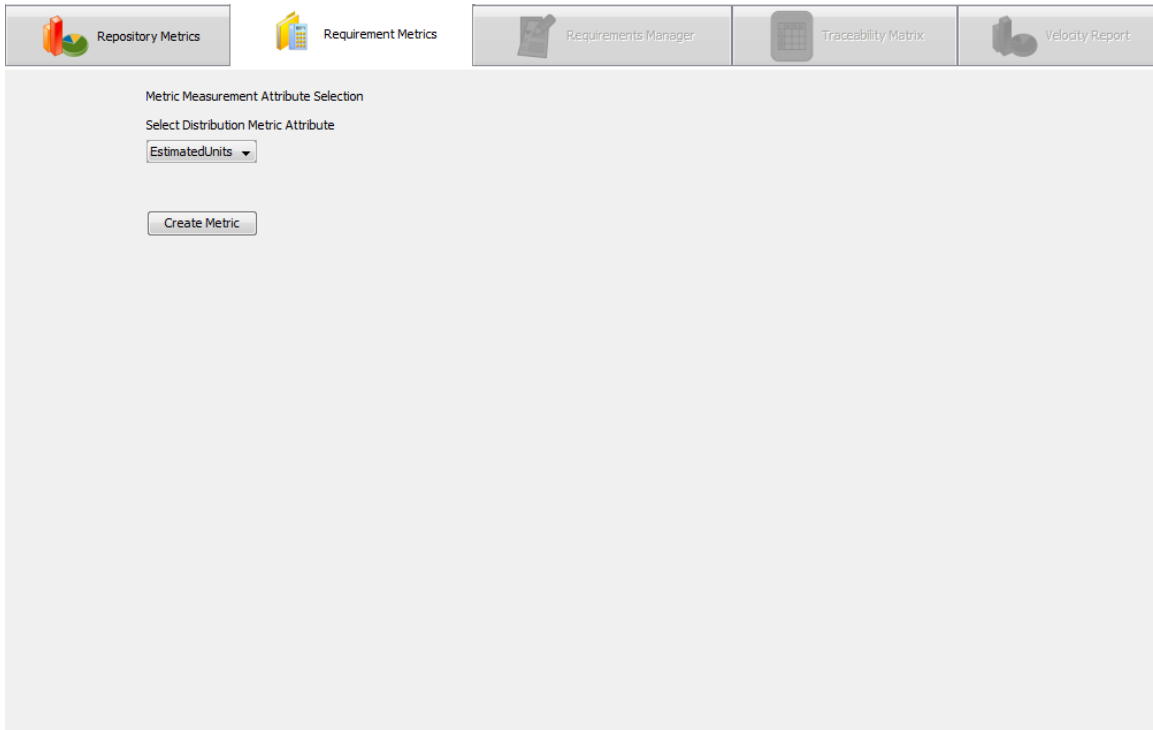 Repository Metrics
Requirement Metrics
Requirements Manager
Traceability Matrix
Velocity Report
Metric Measurement Attribute Selection
Select Distribution Metric Attribute
EstimatedUnits
Create Metric